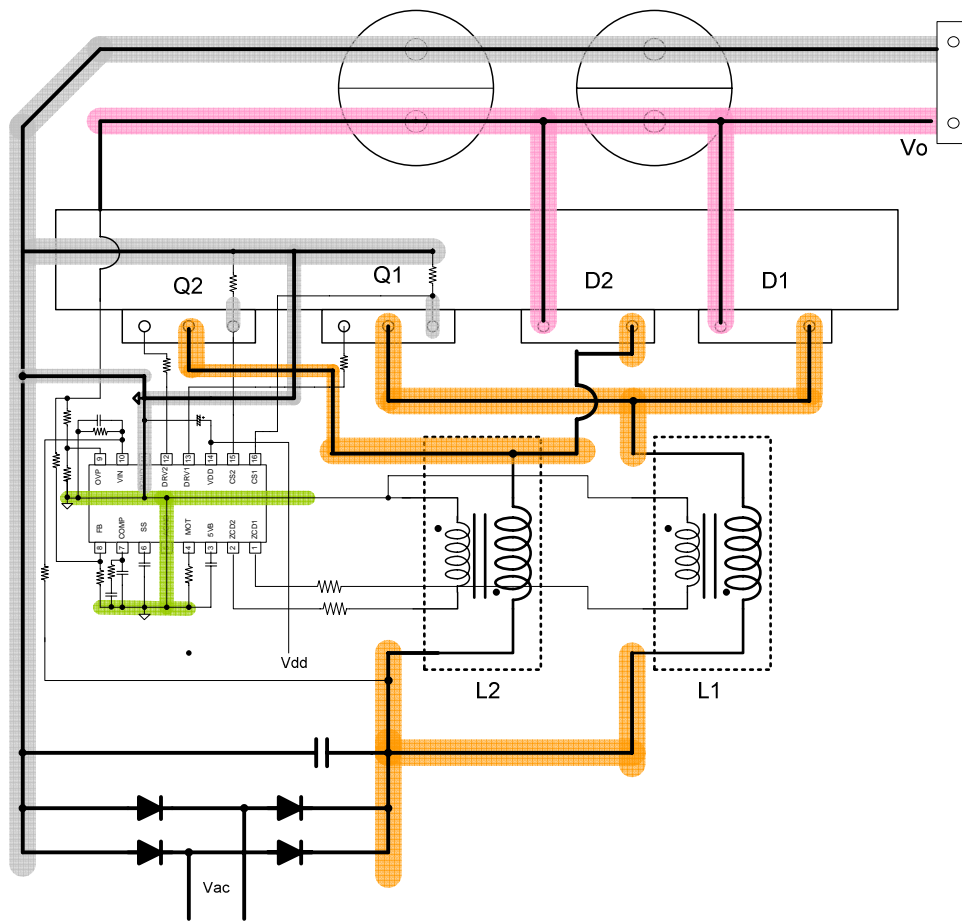 Vo
Q2
Q1
D2
D1
9
10
12
13
14
15
16
OVP
VIN
DRV2
DRV1
VDD
CS2
CS1
FB
COMP
SS
MOT
5VB
ZCD2
ZCD1
8
7
6
4
3
2
1
Vdd
L2
L1
Vac